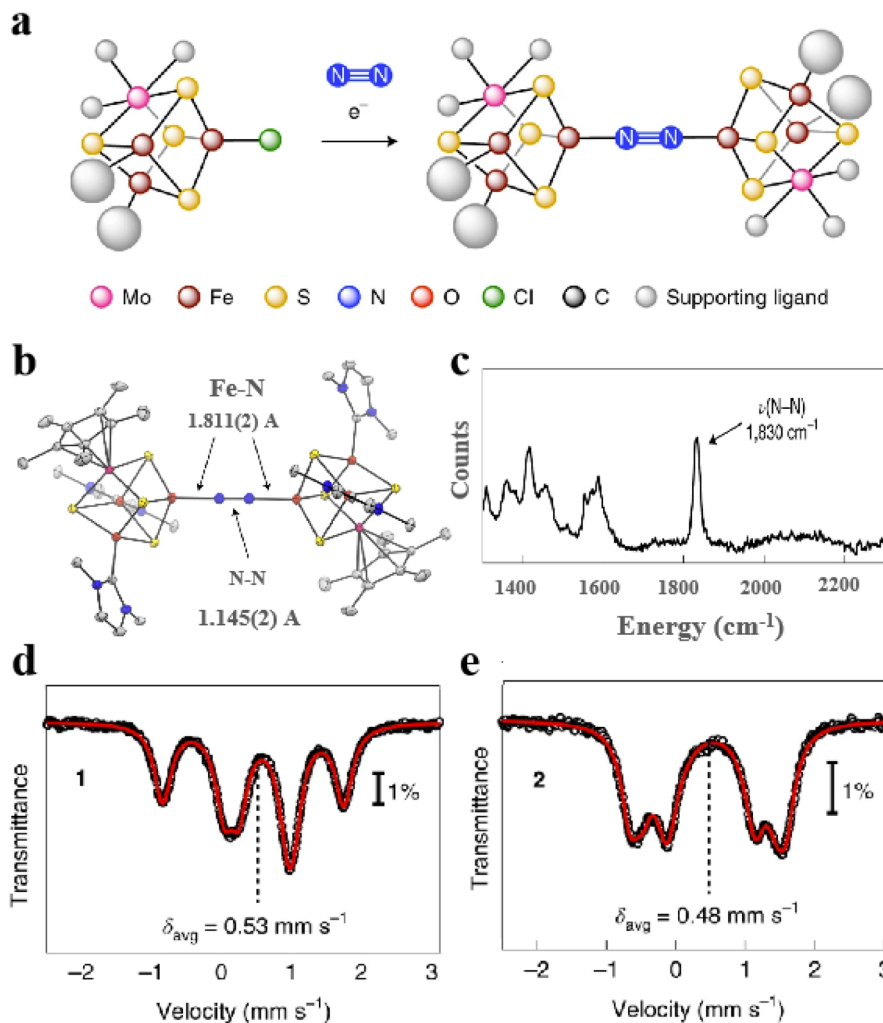 a
N N
e⁻
N N
Mo Fe S N O Cl C Supporting ligand
b
Fe-N
1.811(2) A
N-N
1.145(2) A
c
ν(N–N)
1,830 cm⁻¹
Counts
1400 1600 1800 2000 2200
Energy (cm⁻¹)
d
1
1%
Transmittance
δavg = 0.53 mm s⁻¹
−2 −1 0 1 2 3
Velocity (mm s⁻¹)
e
2
1%
Transmittance
δavg = 0.48 mm s⁻¹
−2 −1 0 1 2 3
Velocity (mm s⁻¹)